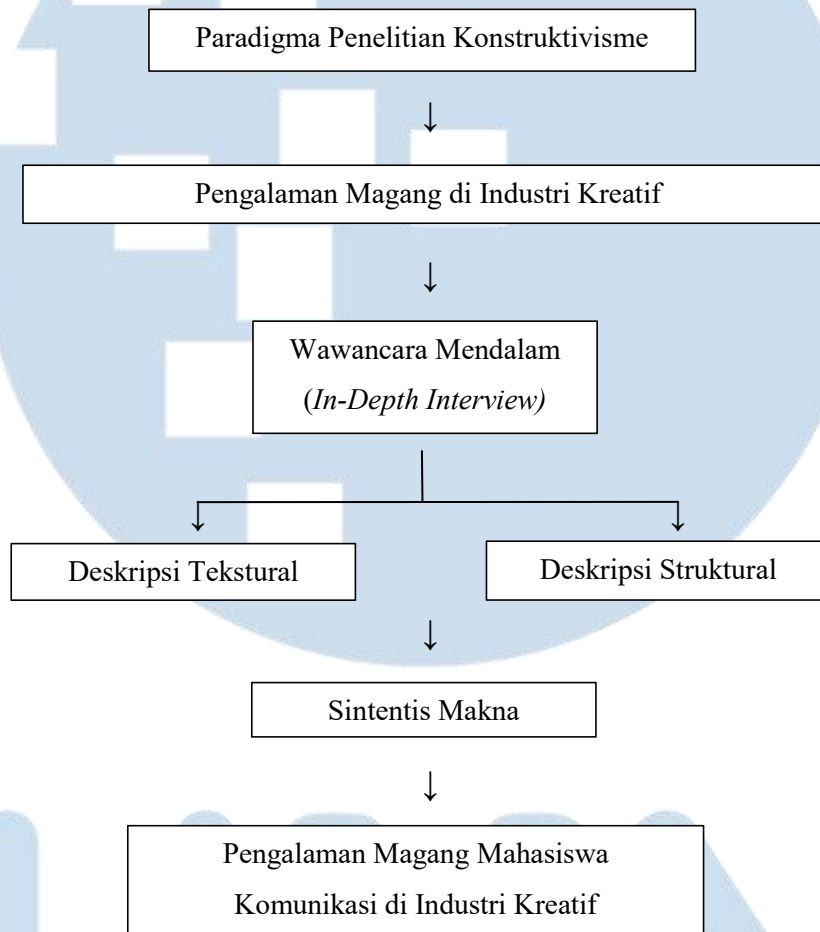 Paradigma Penelitian Konstruktivisme
↓
Pengalaman Magang di Industri Kreatif
↓
Wawancara Mendalam
(In-Depth Interview)
Deskripsi Tekstural
Deskripsi Struktural
↓
Sintentis Makna
↓
Pengalaman Magang Mahasiswa
Komunikasi di Industri Kreatif